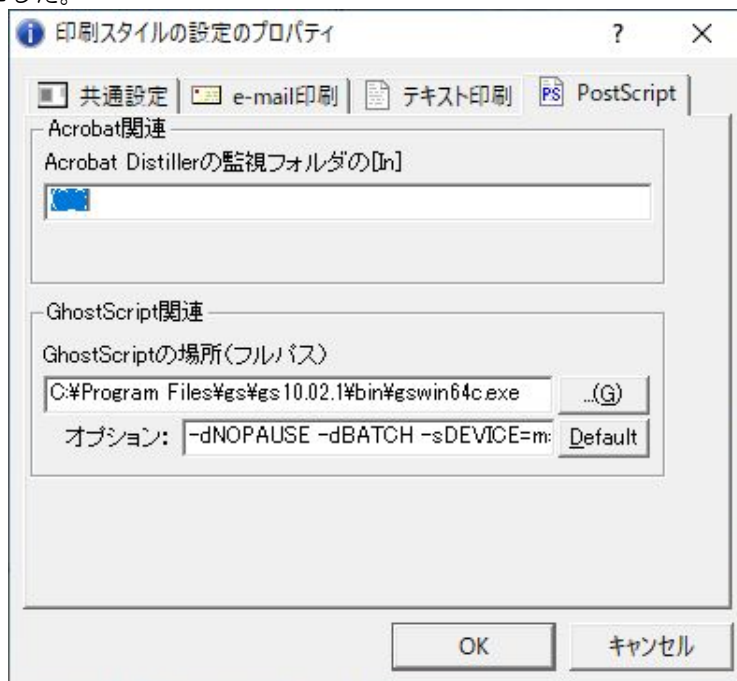 した。
印刷スタイルの設定のプロパティ ? ×
共通設定 e-mail印刷 テキスト印刷 PS PostScript
Acrobat関連
Acrobat Distillerの監視フォルダの[In]
GhostScript関連
GhostScriptの場所(フルパス)
C:¥Program Files¥gs¥gs10.02.1¥bin¥gswin64c.exe ...(G)
オプション: -dNOPAUSE -dBATCH -sDEVICE=m Default
OK キャンセル